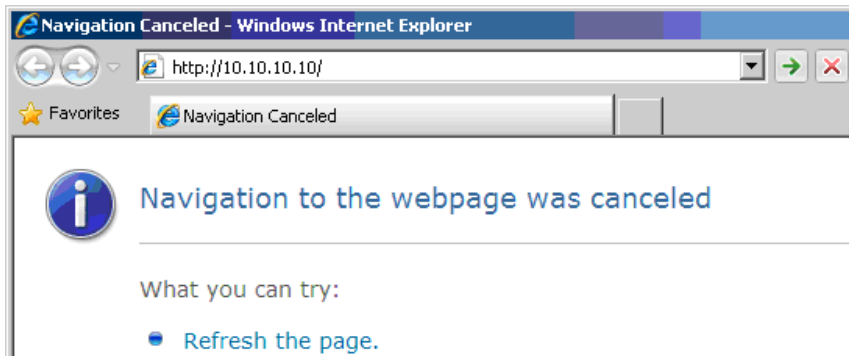 Navigation Canceled - Windows Internet Explorer
http://10.10.10.10/
Favorites
Navigation Canceled
Navigation to the webpage was canceled
What you can try:
Refresh the page.